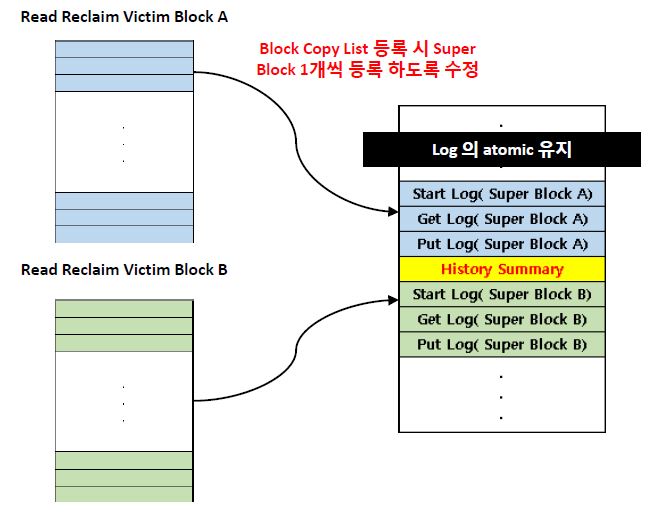 Read Reclaim Victim Block A
Block Copy List 등록 시 Super
Block 1개씩 등록 하도록 수정
Log 의 atomic 유지
Start Log( Super Block A)
Get Log( Super Block A)
Put Log( Super Block A)
History Summary
Start Log( Super Block B)
Get Log( Super Block B)
Put Log( Super Block B)
Read Reclaim Victim Block B